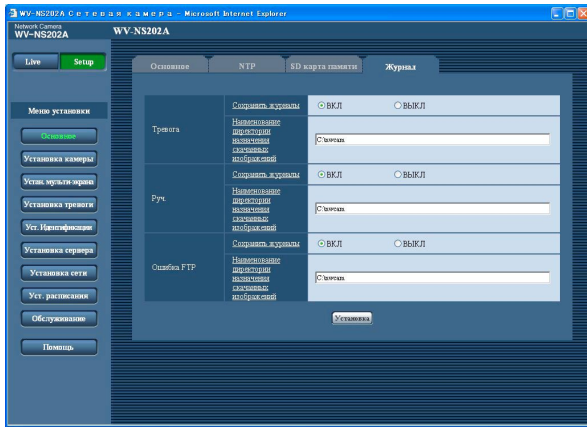 WV-NS202A Сетевая камера - Microsoft Internet Explorer
Network Camera
WV-NS202A
WV-NS202A
Live
Setup
Основное
NTP
SD карта памяти
Журнал
Меню установки
Основное
Установка камеры
Устан. мульти-экрана
Установка тревоги
Уст. Идентификации
Установка сервера
Установка сети
Уст. расписания
Обслуживание
Помощь
Тревога
Сохранить журналы
ВКЛ
ВЫКЛ
Наименование
директории
назначения
скачанных
изображений
C:\nwcam
Руч.
Сохранить журналы
ВКЛ
ВЫКЛ
Наименование
директории
назначения
скачанных
изображений
C:\nwcam
Ошибка FTP
Сохранить журналы
ВКЛ
ВЫКЛ
Наименование
директории
назначения
скачанных
изображений
C:\nwcam
Установка